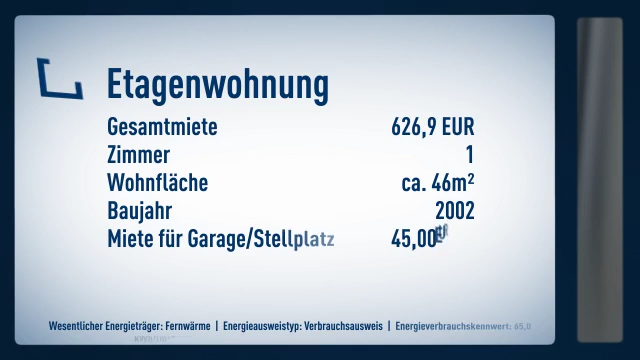 Etagenwohnung
Gesamtmiete 626,9 EUR
Zimmer 1
Wohnfläche ca. 46m²
Baujahr 2002
Miete für Garage/Stellplatz 45,00
Wesentlicher Energieträger: Fernwärme | Energieausweistyp: Verbrauchsausweis | Energieverbrauchskennwert: 65,0